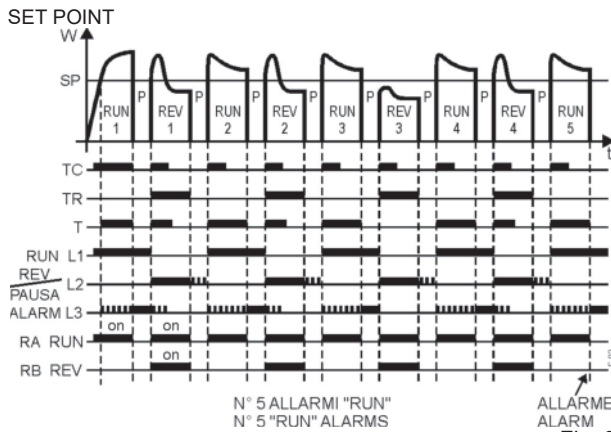 SET POINT
W
SP
P P P P P P P P
RUN REV RUN REV RUN REV RUN REV RUN
1 1 2 2 3 3 4 4 5
t
TC
TR
T
RUN L1
REV
L2
PAUSA
ALARM L3
on on
RA RUN
on
RB REV
N° 5 ALLARMI "RUN" ALLARME
N° 5 "RUN" ALARMS ALARM